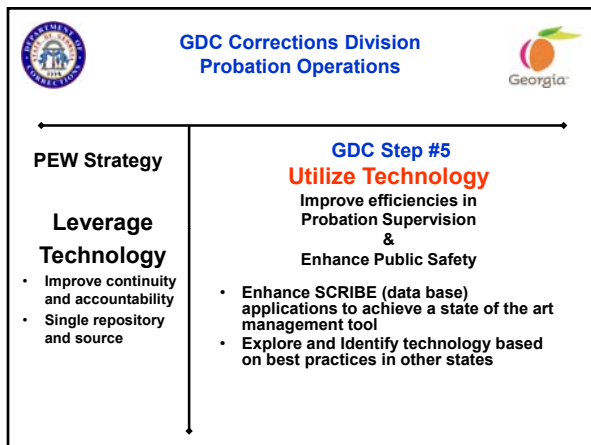 GDC Corrections Division
Probation Operations
Georgia
PEW Strategy
Leverage
Technology
• Improve continuity
and accountability
• Single repository
and source
GDC Step #5
Utilize Technology
Improve efficiencies in
Probation Supervision
&
Enhance Public Safety
• Enhance SCRIBE (data base)
applications to achieve a state of the art
management tool
• Explore and Identify technology based
on best practices in other states